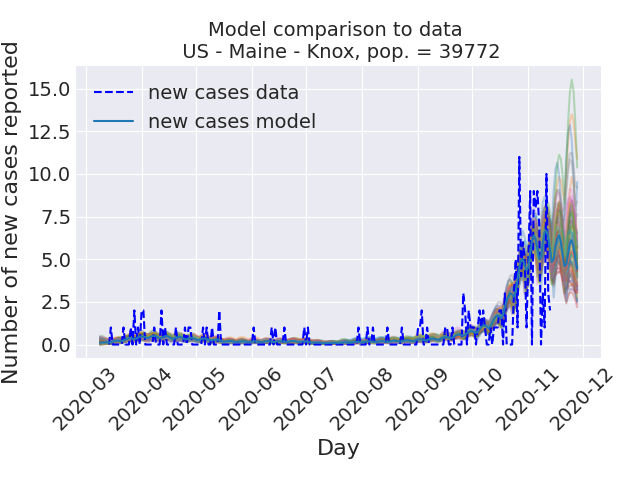 Model comparison to data
US - Maine - Knox, pop. = 39772
Number of new cases reported
15.0
12.5
10.0
7.5
5.0
2.5
0.0
new cases data
new cases model
2020-03
2020-04
2020-05
2020-06
2020-07
2020-08
2020-09
2020-10
2020-11
2020-12
Day